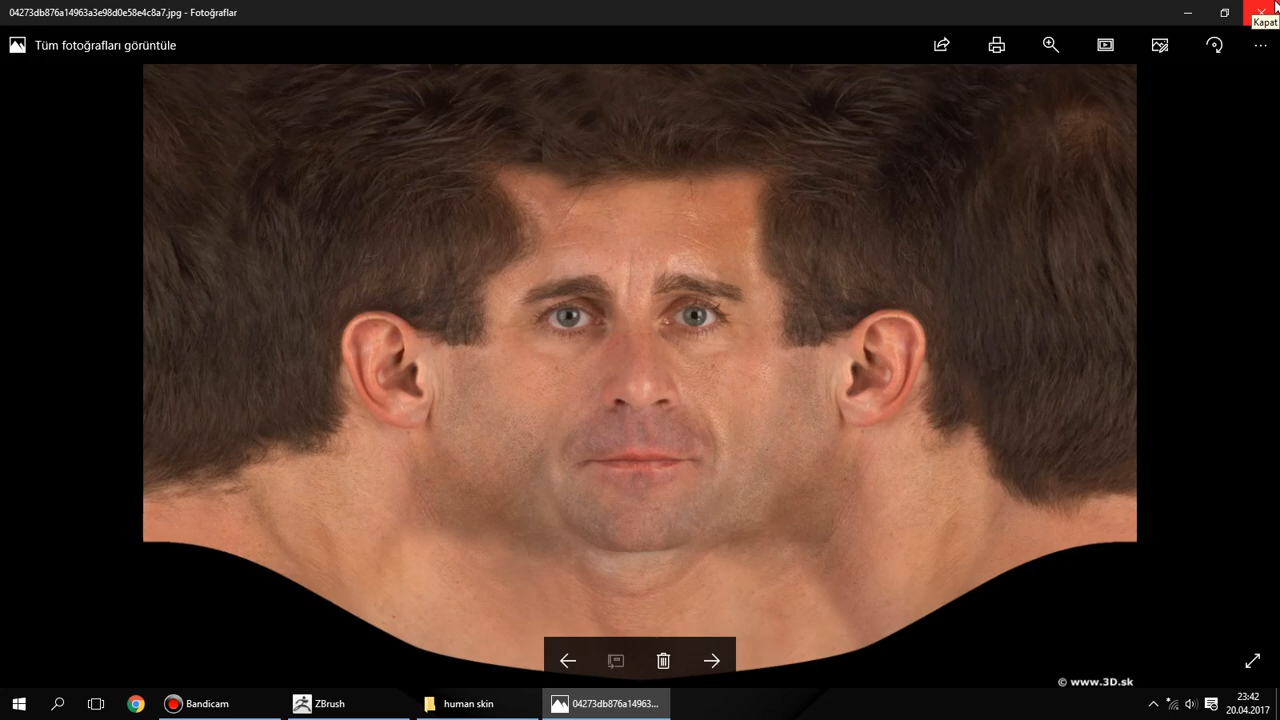 04273db876a14963a3e98d0e58e4c8a7.jpg - Fotoğraflar
Kapat
Tüm fotoğrafları görüntüle
© www.3D.sk
Bandicam
ZBrush
human skin
04273db876a14963...
23:42
20.04.2017